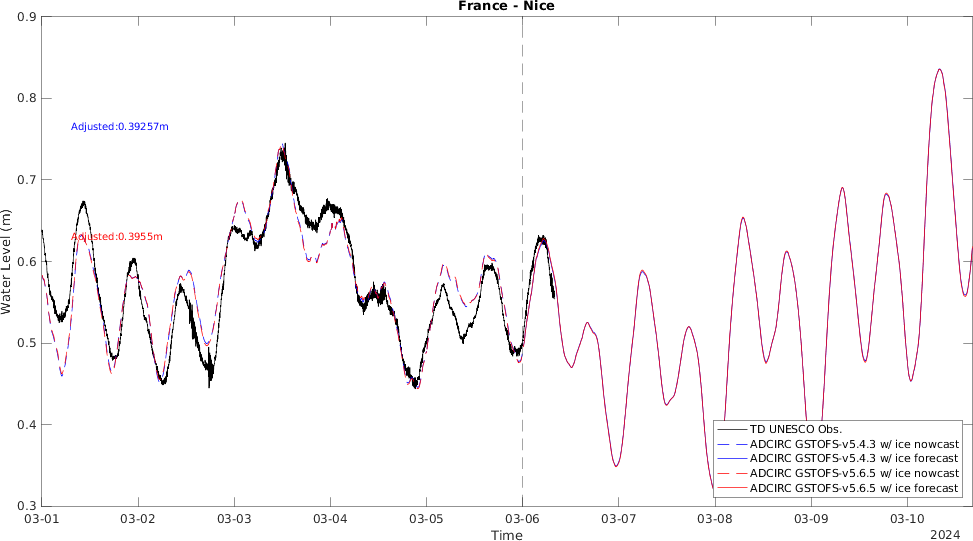 France - Nice
0.9
0.8
0.7
0.6
0.5
0.4
0.3
Water Level (m)
Adjusted:0.39257m
Adjusted:0.3955m
TD UNESCO Obs.
ADCIRC GSTOFS-v5.4.3 w/ ice nowcast
ADCIRC GSTOFS-v5.4.3 w/ ice forecast
ADCIRC GSTOFS-v5.6.5 w/ ice nowcast
ADCIRC GSTOFS-v5.6.5 w/ ice forecast
03-01 03-02 03-03 03-04 03-05 03-06 03-07 03-08 03-09 03-10
Time
2024